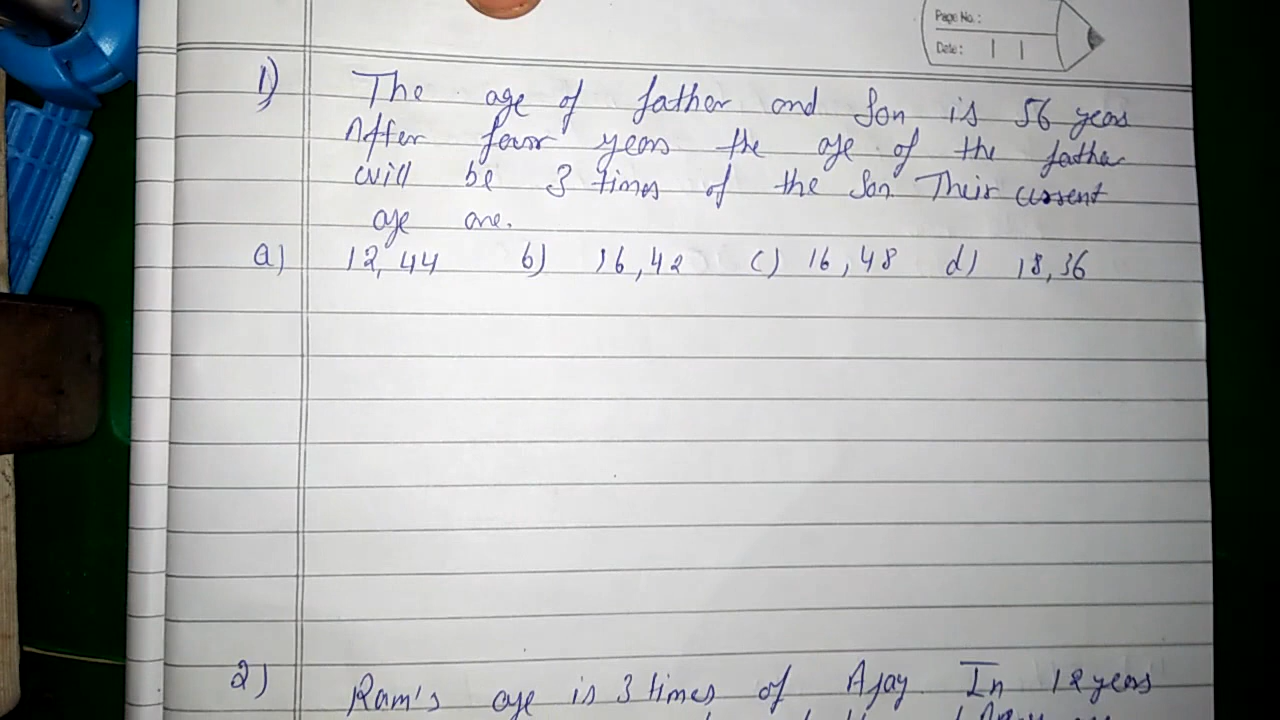 Page No.:
Date:
1) The age of father and Son is 56 years
After four years the age of the father
will be 3 times of the Son Their current
age are.
a) 12, 44 b) 16, 42 c) 16, 48 d) 18, 36
2) Ram's age is 3 times of Ajay. In 12 years